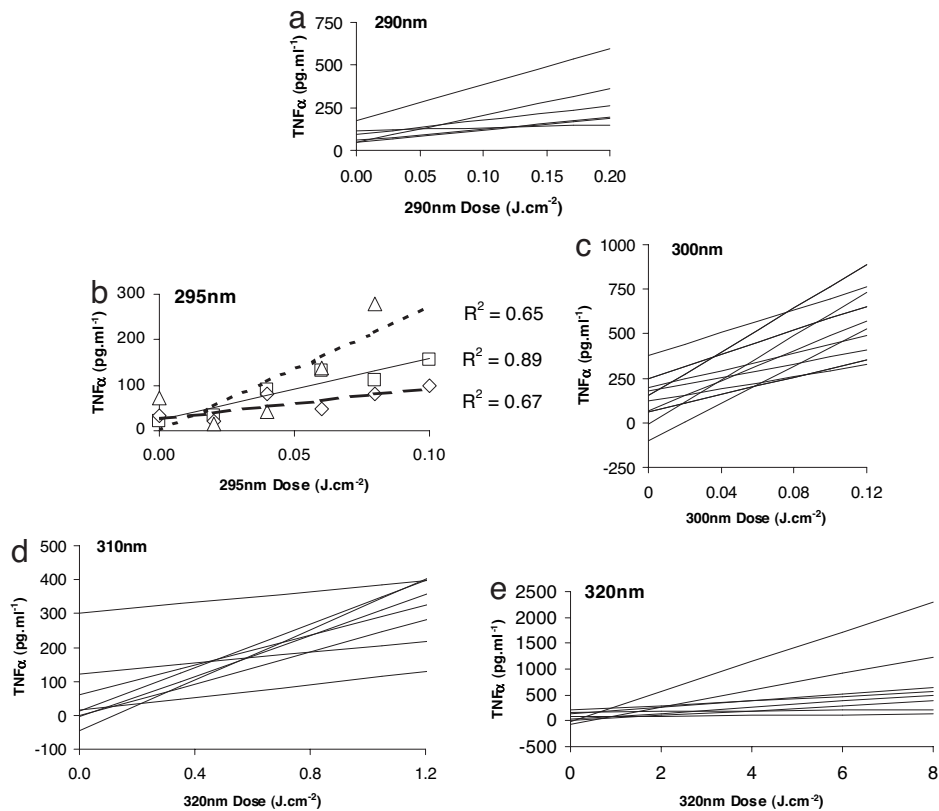 a
290nm
TNFα (pg.ml⁻¹)
750
500
250
0
0.00 0.05 0.10 0.15 0.20
290nm Dose (J.cm⁻²)
b
295nm
TNFα (pg.ml⁻¹)
300
200
100
0
0.00 0.05 0.10
295nm Dose (J.cm⁻²)
R² = 0.65
R² = 0.89
R² = 0.67
c
300nm
TNFα (pg.ml⁻¹)
1000
750
500
250
0
-250
0 0.04 0.08 0.12
300nm Dose (J.cm⁻²)
d
310nm
TNFα (pg.ml⁻¹)
500
400
300
200
100
0
-100
0.0 0.4 0.8 1.2
320nm Dose (J.cm⁻²)
e
320nm
TNFα (pg.ml⁻¹)
2500
2000
1500
1000
500
0
-500
0 2 4 6 8
320nm Dose (J.cm⁻²)